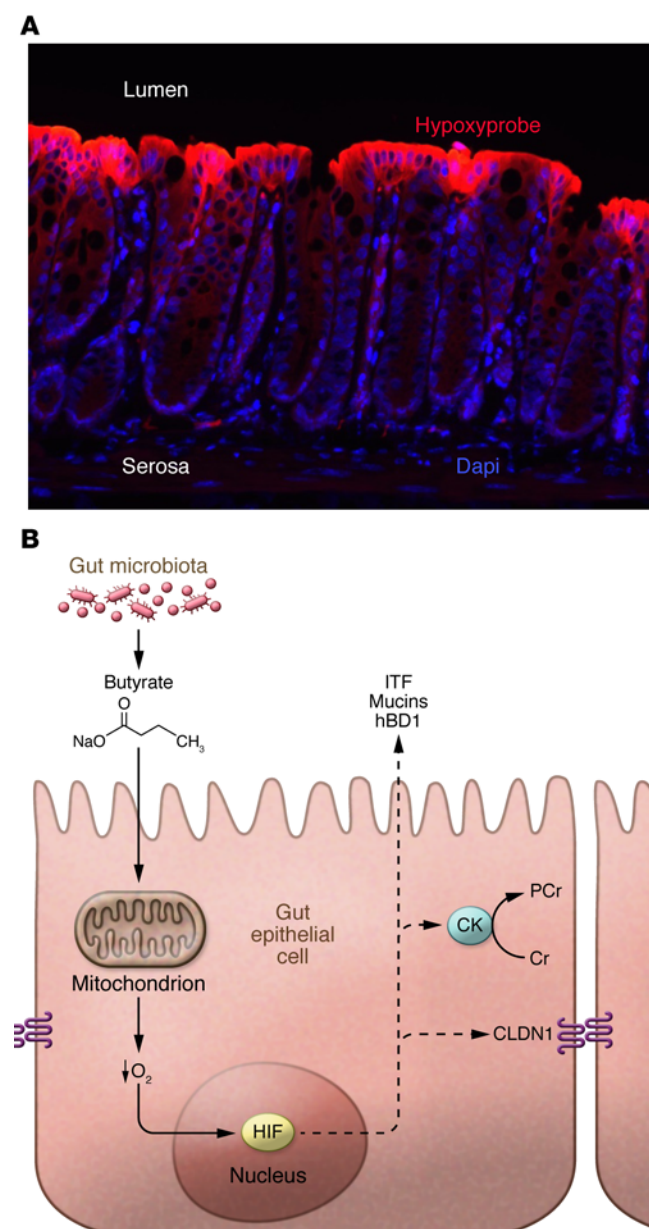 A
Lumen
Hypoxyprobe
Serosa
Dapi
B
Gut microbiota
Butyrate
O
NaO
CH3
ITF
Mucins
hBD1
Gut
epithelial
cell
PCr
CK
Cr
Mitochondrion
CLDN1
↓O2
HIF
Nucleus